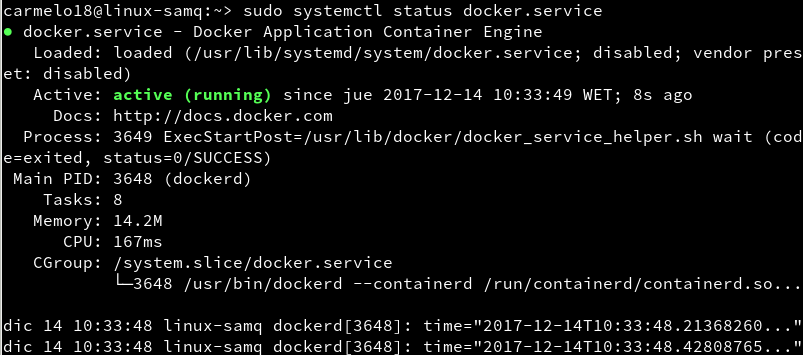 carmelo18@linux-samq:~> sudo systemctl status docker.service
● docker.service - Docker Application Container Engine
   Loaded: loaded (/usr/lib/systemd/system/docker.service; disabled; vendor pres
et: disabled)
   Active: active (running) since jue 2017-12-14 10:33:49 WET; 8s ago
     Docs: http://docs.docker.com
  Process: 3649 ExecStartPost=/usr/lib/docker/docker_service_helper.sh wait (cod
e=exited, status=0/SUCCESS)
 Main PID: 3648 (dockerd)
    Tasks: 8
   Memory: 14.2M
      CPU: 167ms
   CGroup: /system.slice/docker.service
           └─3648 /usr/bin/dockerd --containerd /run/containerd/containerd.so...
dic 14 10:33:48 linux-samq dockerd[3648]: time="2017-12-14T10:33:48.21368260..."
dic 14 10:33:48 linux-samq dockerd[3648]: time="2017-12-14T10:33:48.42808765..."